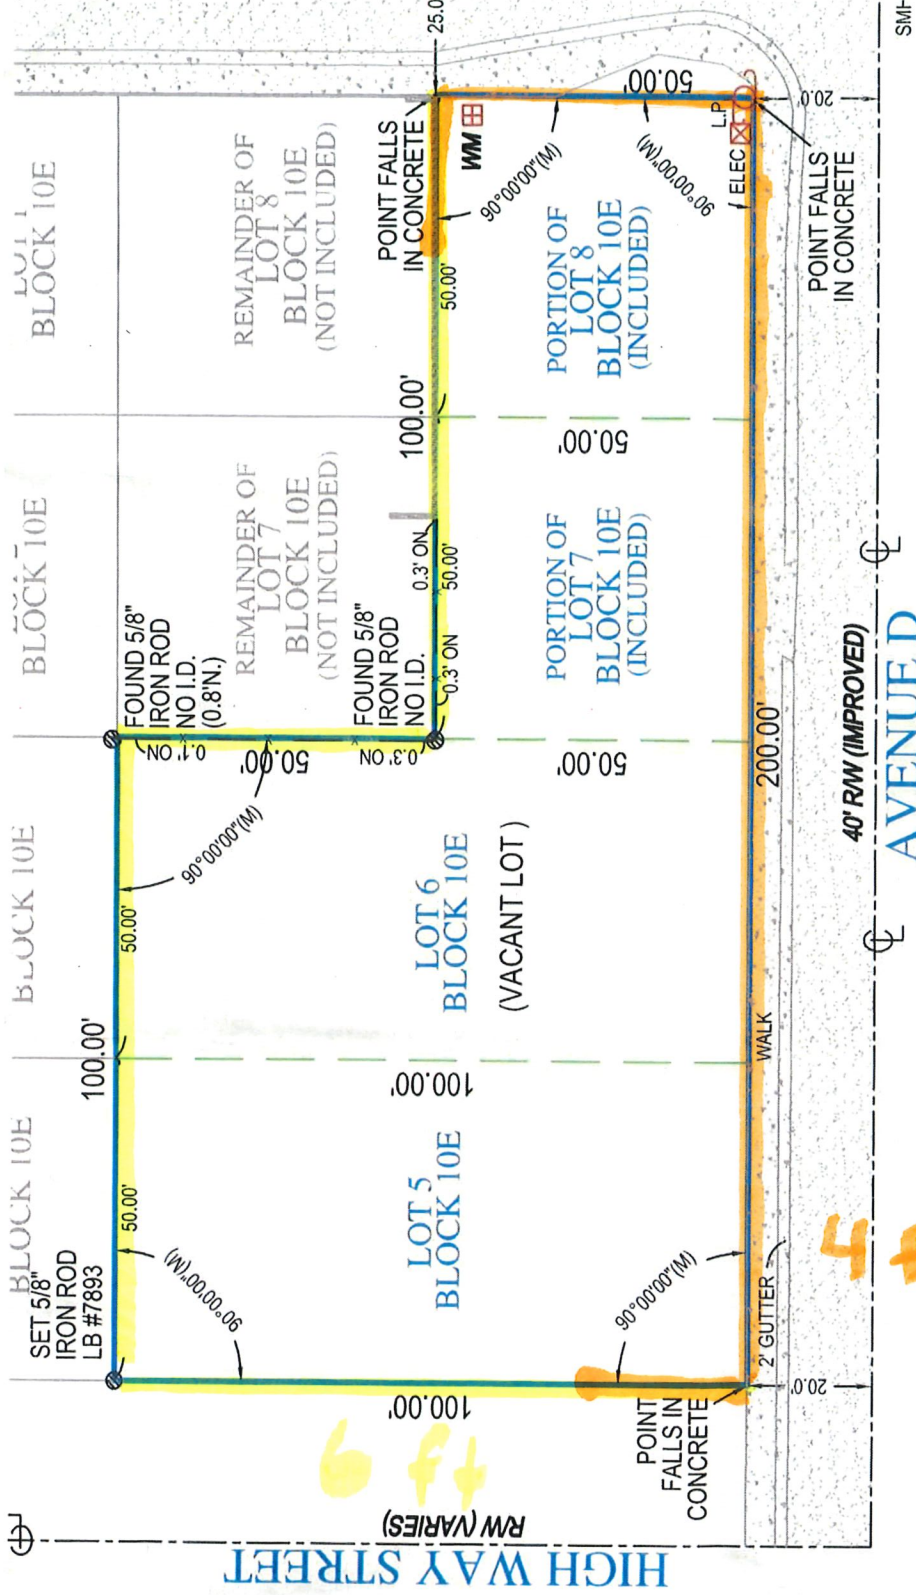 BLOCK 10E
SET 5/8"
IRON ROD
LB #7893
BLOCK 10E
BLOCK 10E
BLOCK 10E
100.00'
50.00'
50.00'
FOUND 5/8"
IRON ROD
NO I.D.
(0.8'N.)
REMAINDER OF
LOT 7
BLOCK 10E
(NOT INCLUDED)
REMAINDER OF
LOT 8
BLOCK 10E
(NOT INCLUDED)
90°00'00"(M)
90°00'00"(M)
0.1' ON
50.00'
0.3' ON
FOUND 5/8"
IRON ROD
NO I.D.
POINT FALLS
IN CONCRETE
25.0
100.00'
0.3' ON
0.3' ON
50.00'
50.00'
WM
90°00'00"(M)
50.00'
90°00'00"(M)
ELEC
L.P
LOT 5
BLOCK 10E
100.00'
LOT 6
BLOCK 10E
(VACANT LOT )
50.00'
PORTION OF
LOT 7
BLOCK 10E
(INCLUDED)
50.00'
PORTION OF
LOT 8
BLOCK 10E
(INCLUDED)
100.00'
90°00'00"(M)
POINT
FALLS IN
CONCRETE
2' GUTTER
WALK
200.00'
POINT FALLS
IN CONCRETE
20.0'
20.0'
6 ft
4 ft
R/W (VARIES)
HIGH WAY STREET
40' R/W (IMPROVED)
AVENUE D
SMH